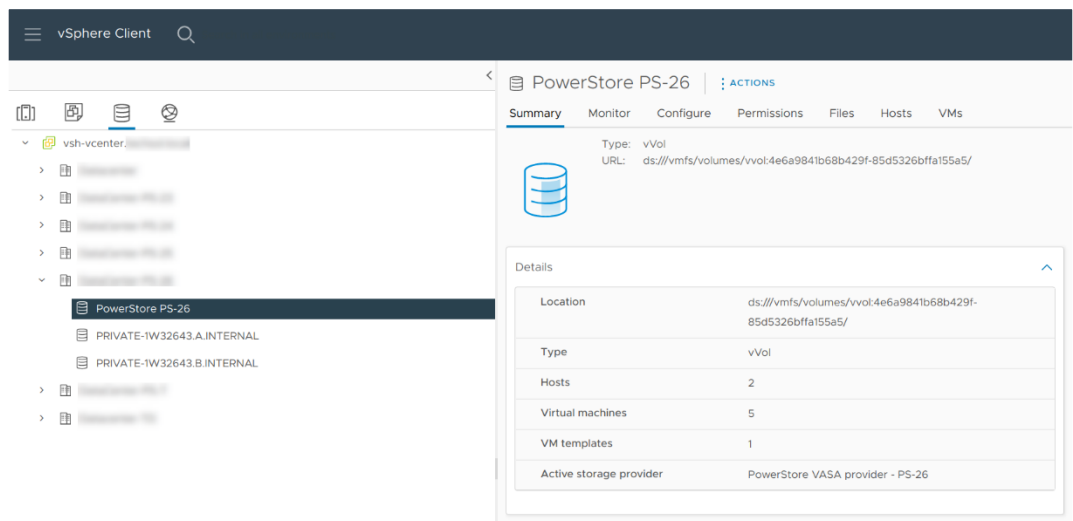 vSphere Client
vsh-vcenter.
PowerStore PS-26
PRIVATE-1W32643.A.INTERNAL
PRIVATE-1W32643.B.INTERNAL
PowerStore PS-26
ACTIONS
Summary Monitor Configure Permissions Files Hosts VMs
Type: vVol
URL: ds:///vmfs/volumes/vvol:4e6a9841b68b429f-85d5326bffa155a5/
Details
Location ds:///vmfs/volumes/vvol:4e6a9841b68b429f-
85d5326bffa155a5/
Type vVol
Hosts 2
Virtual machines 5
VM templates 1
Active storage provider PowerStore VASA provider - PS-26